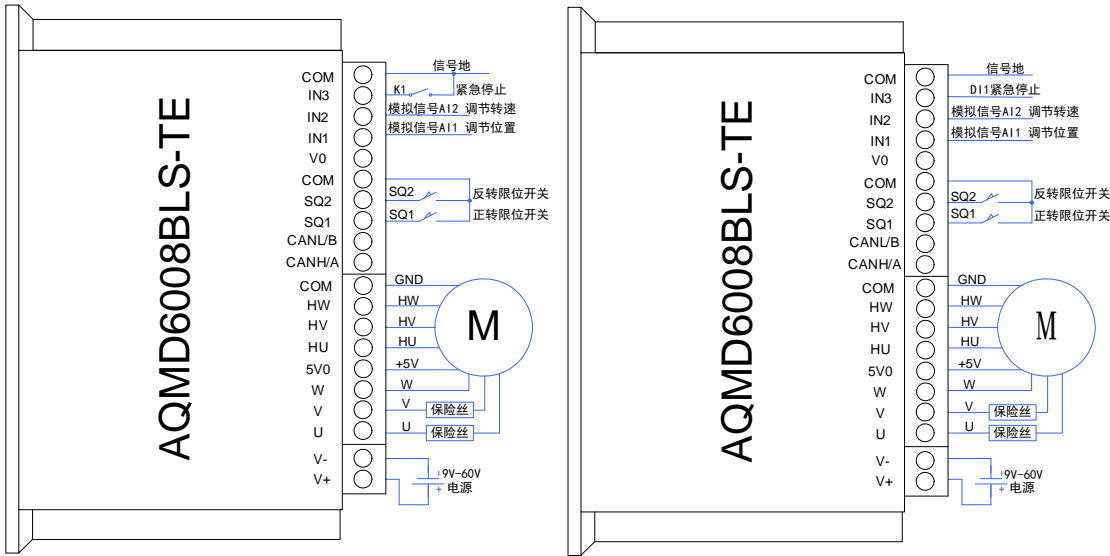 AQMD6008BLS-TE
COM 信号地
IN3 K1 紧急停止
IN2 模拟信号AI2 调节转速
IN1 模拟信号AI1 调节位置
V0
COM
SQ2 SQ2 反转限位开关
SQ1 SQ1 正转限位开关
CANL/B
CANH/A
COM GND
HW HW
HV HV
HU HU
5V0 +5V
W W
V V 保险丝
U U 保险丝
M
V- 9V-60V
V+ + 电源
AQMD6008BLS-TE
COM 信号地
IN3 DI1紧急停止
IN2 模拟信号AI2 调节转速
IN1 模拟信号AI1 调节位置
V0
COM
SQ2 SQ2 反转限位开关
SQ1 SQ1 正转限位开关
CANL/B
CANH/A
COM GND
HW HW
HV HV
HU HU
5V0 +5V
W W
V V 保险丝
U U 保险丝
M
V- 9V-60V
V+ + 电源